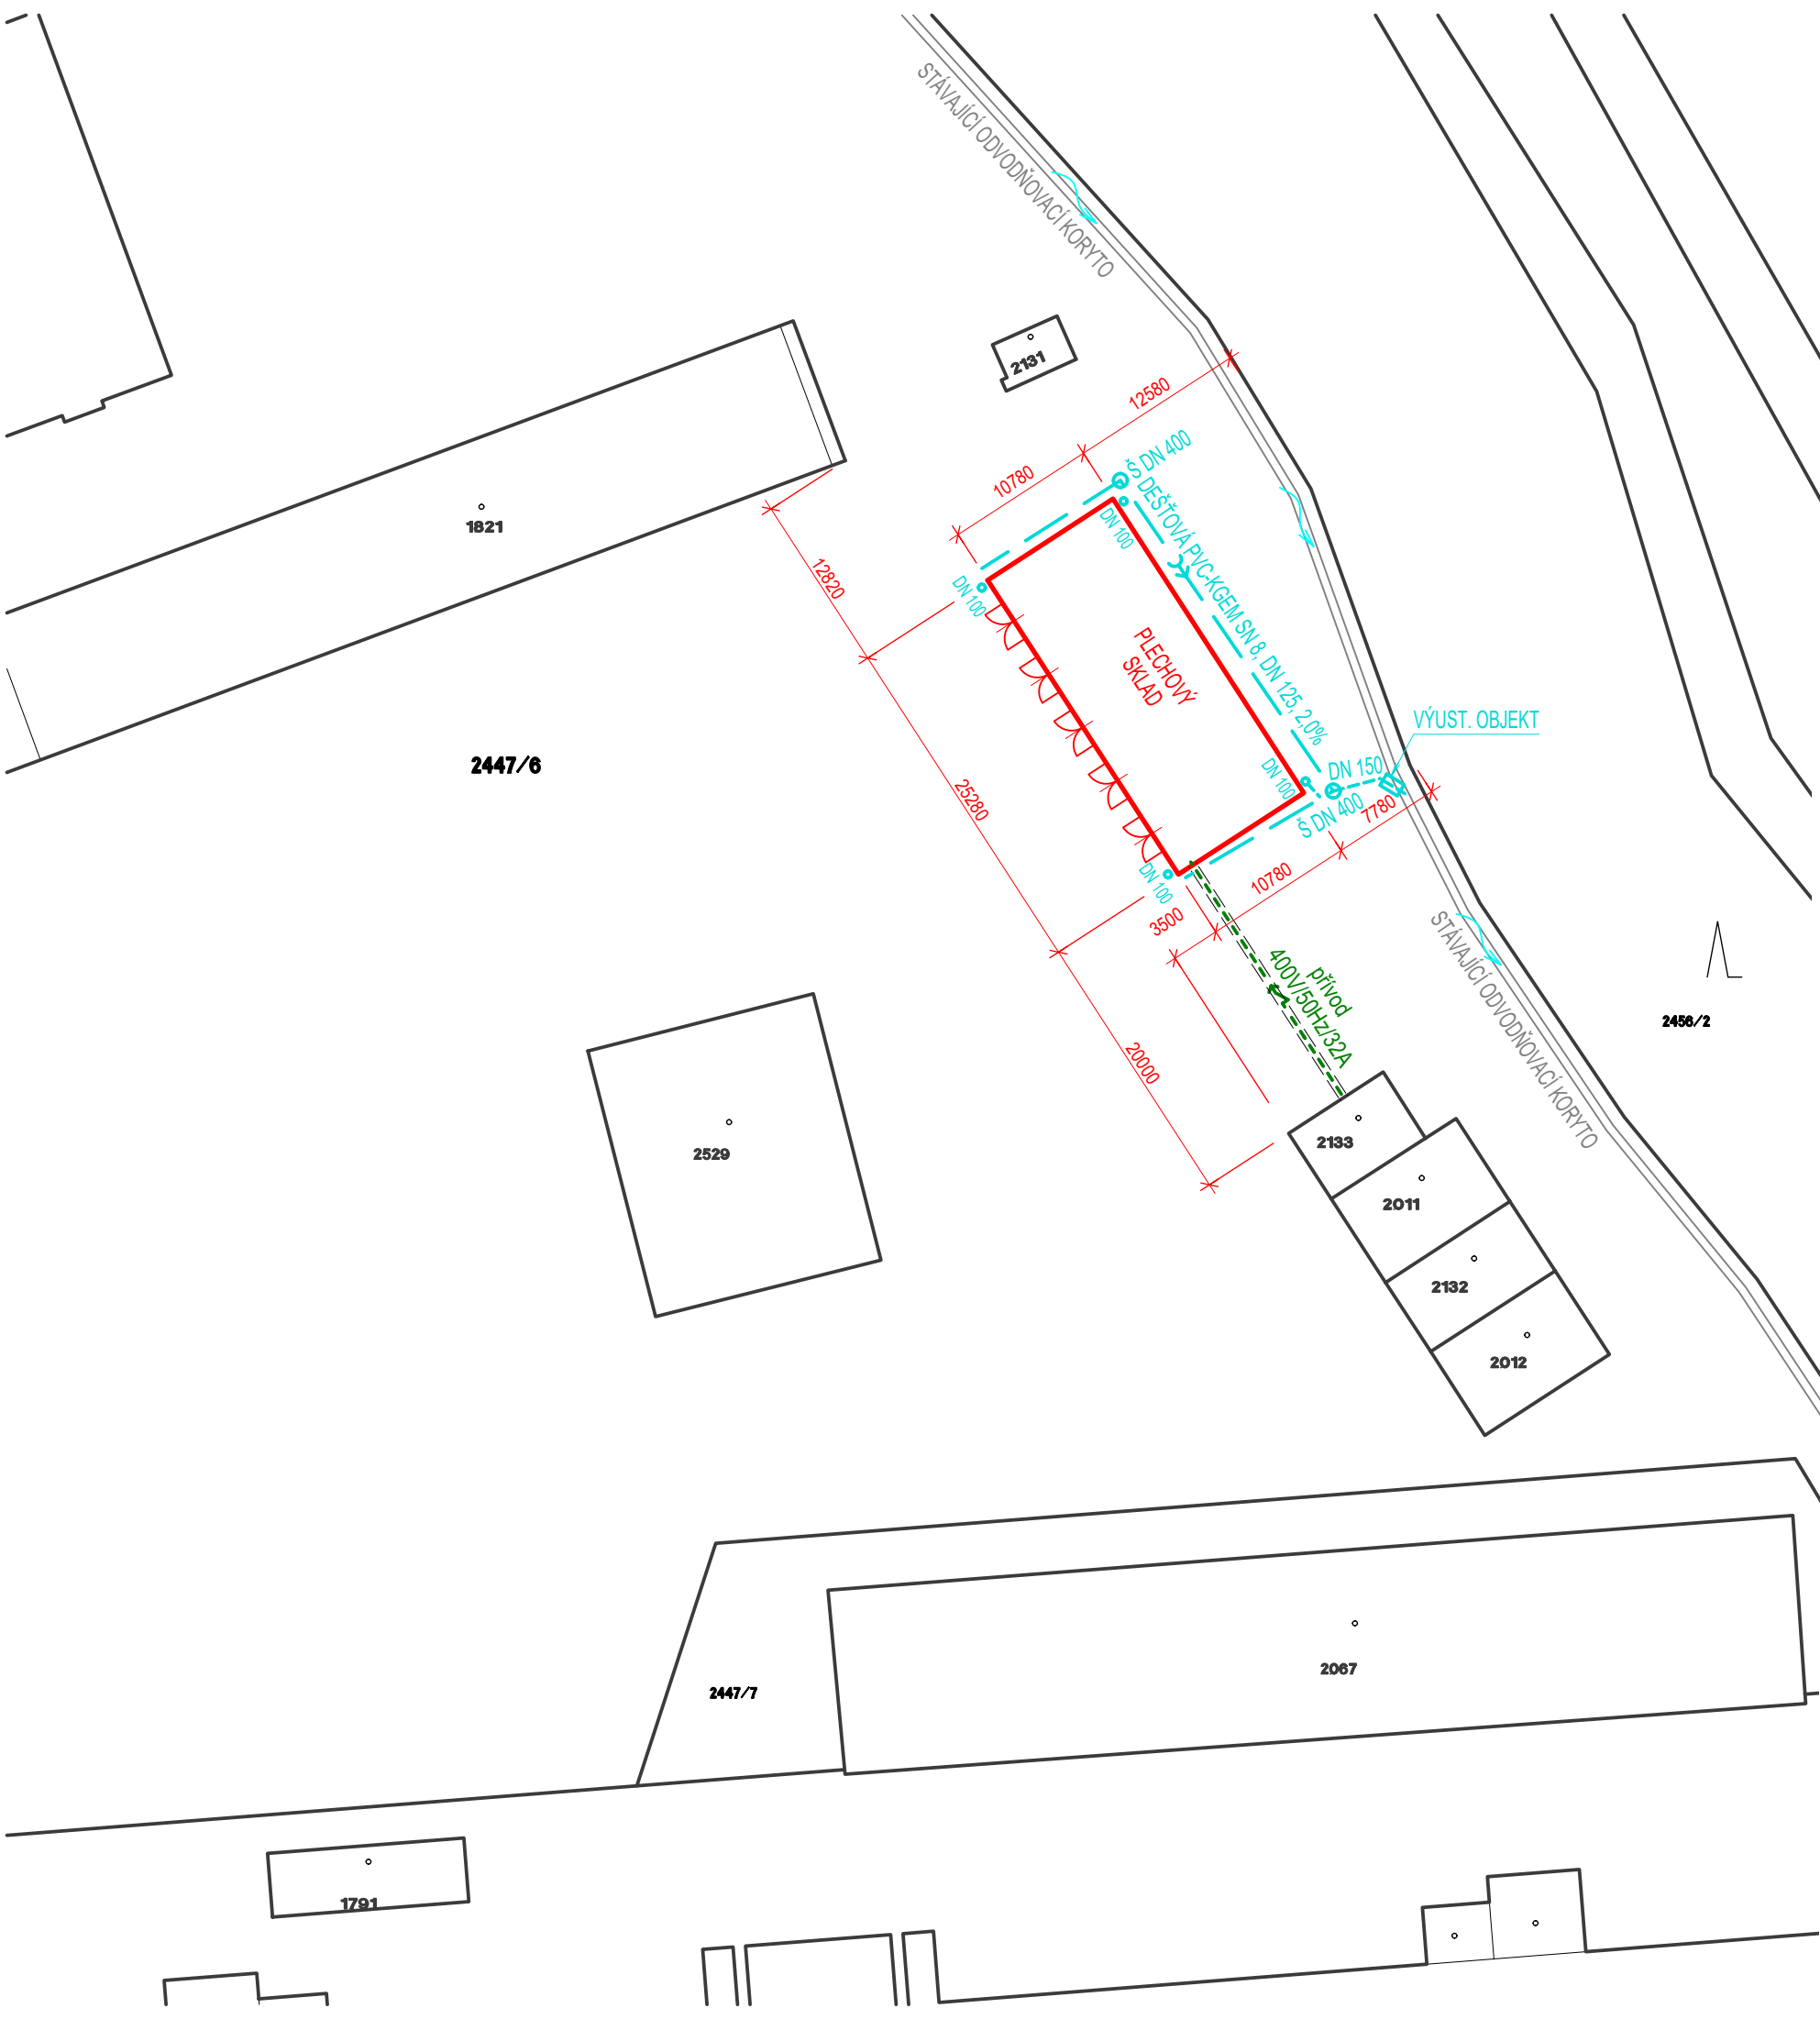 STÁVAJÍCÍ ODVODŇOVACÍ KORYTO
2131
12580
10780
ŠS DN 400
DEŠŤOVÁ PVC-KGEM SN 8, DN 125, 2,0%
DN 100
DN 100
1821
12820
PLECHOVÝ
SKLAD
VÝUST. OBJEKT
2447/6
DN 150
DN 100
25280
7780
ŠS DN 400
DN 100
10780
3500
STÁVAJÍCÍ ODVODŇOVACÍ KORYTO
přívod
400V/50Hz/32A
2456/2
20000
2529
2133
2011
2132
2012
2067
2447/7
1791